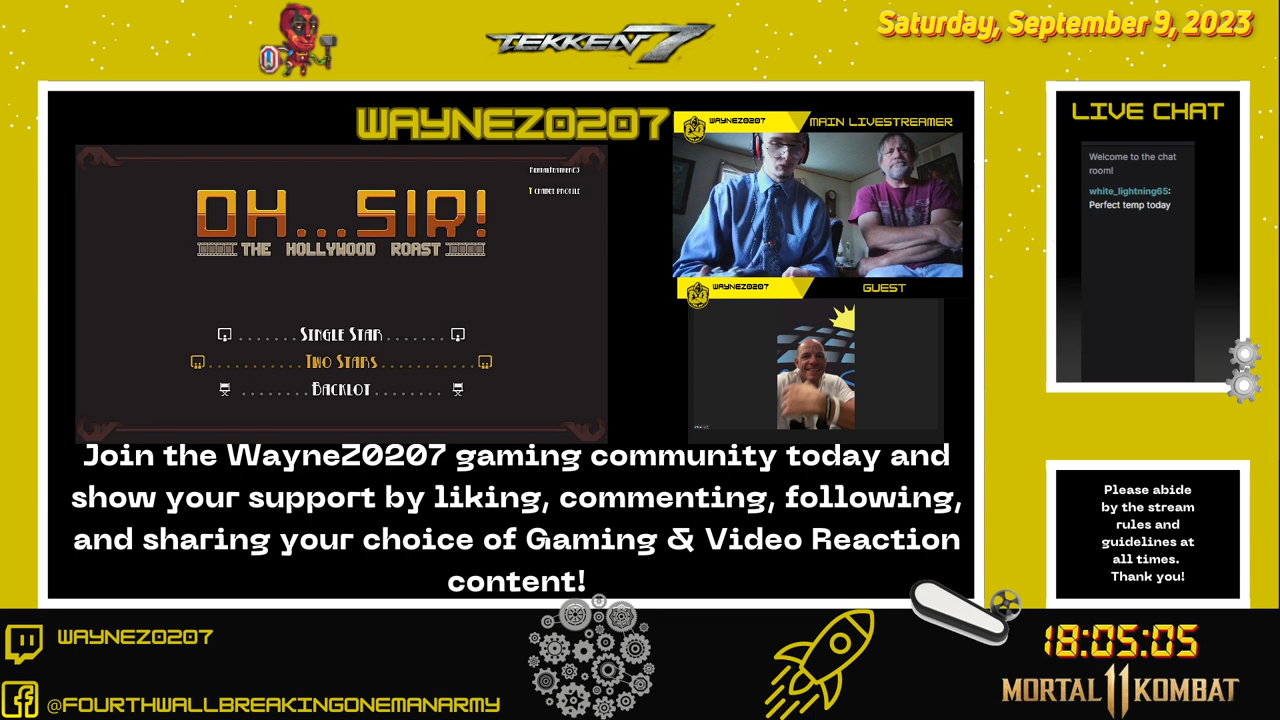 Saturday, September 9, 2023
TEKKEN 7
WAYNEZ0207
WAYNEZ0207
MAIN LIVESTREAMER
LIVE CHAT
Welcome to the chat
room!
white_lightning65:
Perfect temp today
T CHANGE PROFILE
OH...SIR!
THE HOLLYWOOD ROAST
WAYNEZ0207
GUEST
SINGLE STAR
TWO STARS
BACKLOT
Join the WayneZ0207 gaming community today and
show your support by liking, commenting, following,
and sharing your choice of Gaming & Video Reaction
content!
Please abide
by the stream
rules and
guidelines at
all times.
Thank you!
WAYNEZ0207
@FOURTHWALLBREAKINGONEMANARMY
18:05:05
MORTAL KOMBAT 11